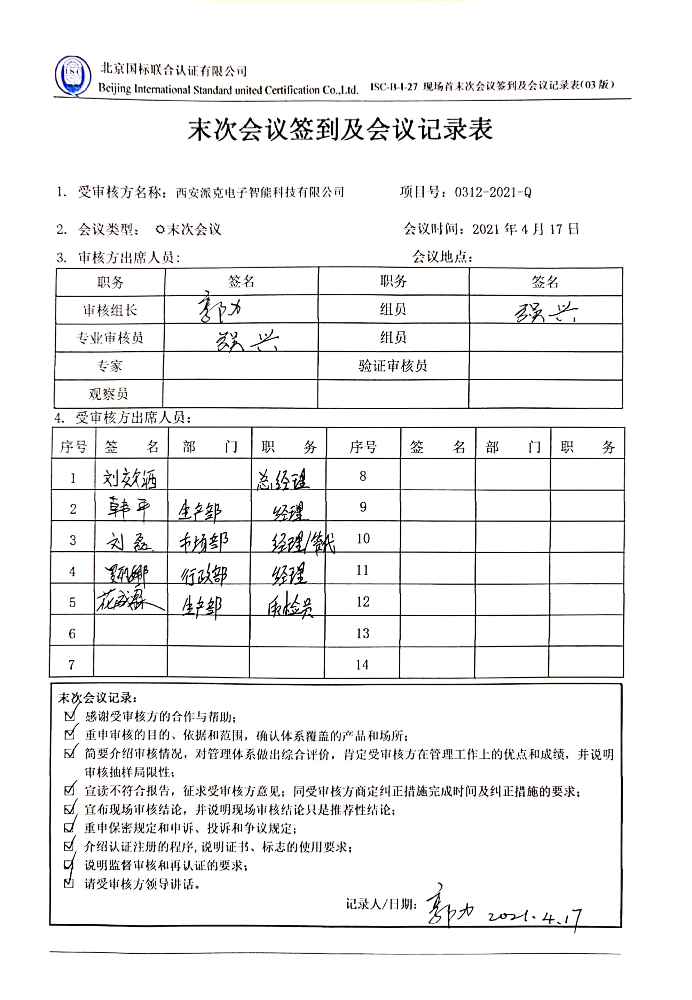 ISC
北京国标联合认证有限公司
Beijing International Standard united Certification Co.,Ltd. ISC-B-I-27 现场首末次会议签到及会议记录表(03版)
末次会议签到及会议记录表
1. 受审核方名称：西安派克电子智能科技有限公司 项目号：0312-2021-Q
2. 会议类型： 末次会议 会议时间：2021年4月17日
3. 审核方出席人员： 会议地点：
职务 签名 职务 签名
审核组长 郭力 组员
专业审核员 组员
专家 验证审核员
观察员
4. 受审核方出席人员：
序号 签 名 部 门 职 务 序号 签 名 部 门 职 务
1 刘效洒 总经理 8
2 韩平 生产部 经理 9
3 刘磊 市场部 经理/管代 10
4 行政部 经理 11
5 生产部 质检员 12
6 13
7 14
末次会议记录：
☑ 感谢受审核方的合作与帮助；
☑ 重申审核的目的、依据和范围，确认体系覆盖的产品和场所；
☑ 简要介绍审核情况，对管理体系做出综合评价，肯定受审核方在管理工作上的优点和成绩，并说明
审核抽样局限性；
☑ 宣读不符合报告，征求受审核方意见；同受审核方商定纠正措施完成时间及纠正措施的要求；
☑ 宣布现场审核结论，并说明现场审核结论只是推荐性结论；
☑ 重申保密规定和申诉、投诉和争议规定；
☑ 介绍认证注册的程序,说明证书、标志的使用要求；
☑ 说明监督审核和再认证的要求；
☑ 请受审核方领导讲话。
记录人/日期：郭力 2021.4.17